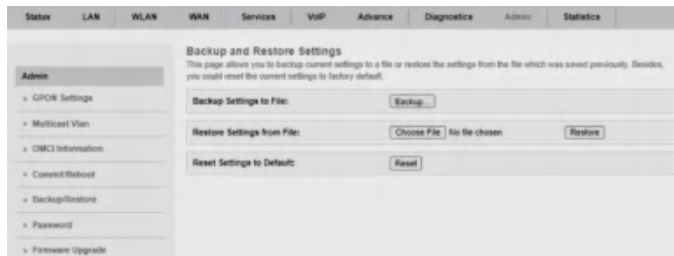 Status LAN WLAN WAN Services VoIP Advance Diagnostics Admin Statistics
Backup and Restore Settings
This page allows you to backup current settings to a file or restore the settings from the file which was saved previously. Besides,
you could reset the current settings to factory default.
Admin
GPON Settings
Multicast Vlan
OMCI Information
Commit/Reboot
Backup/Restore
Password
Firmware Upgrade
Backup Settings to File: Backup...
Restore Settings from File: Choose File No file chosen Restore
Reset Settings to Default: Reset